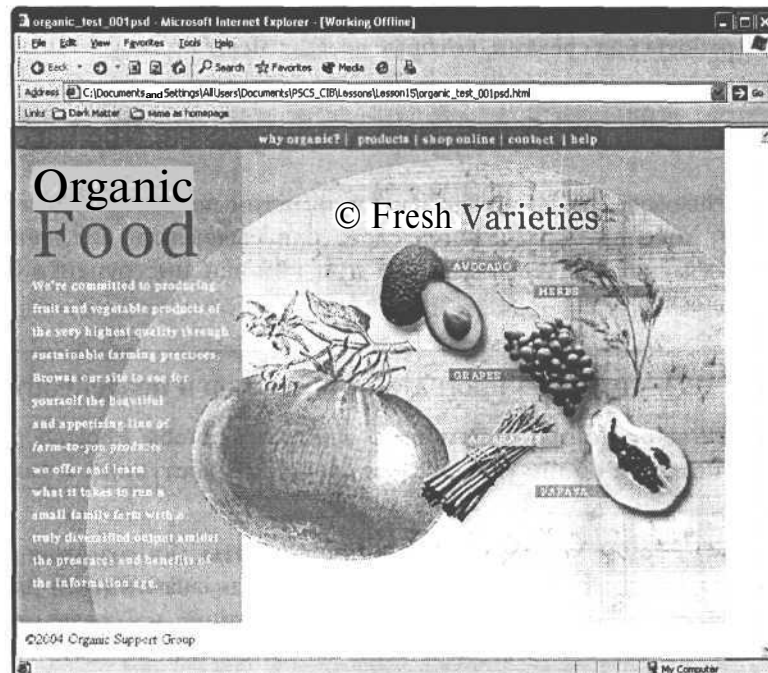 organic_test_001psd - Microsoft Internet Explorer - [Working Offline]
File Edit View Favorites Tools Help
Back Search Favorites Media
Address C:\Documents and Settings\All Users\Documents\PSCS_CIB\Lessons\Lesson15\organic_test_001psd.html Go
Links Dark Matter same as homepage
why organic? | products | shop online | contact | help
Organic
Food
© Fresh Varieties
AVOCADO
HERBS
GRAPES
PAPAYA
We're committed to producing
fruit and vegetable products of
the very highest quality through
sustainable farming practices.
Browse our site to see for
yourself the beautiful
and appetizing line of
farm-to-you products
we offer and learn
what it takes to run a
small family farm with a
truly diversified output amidst
the pressures and benefits of
the information age.
©2004 Organic Support Group
My Computer